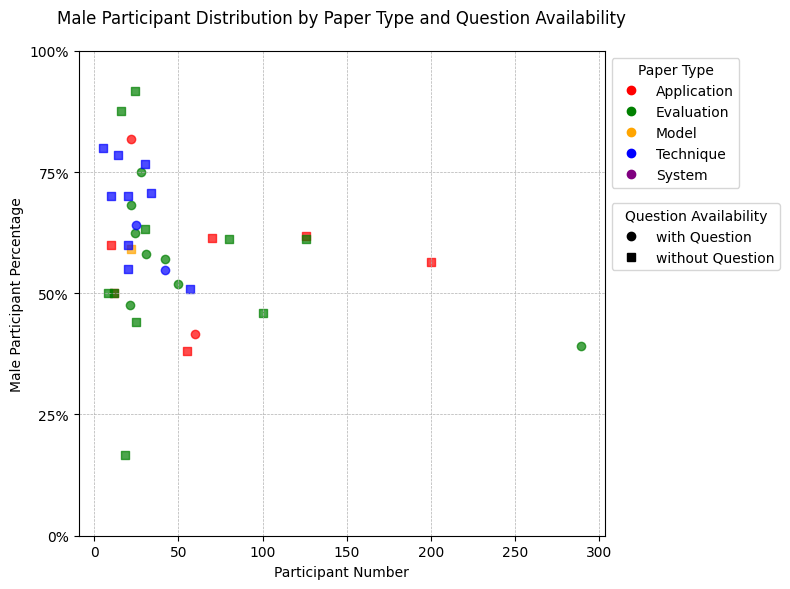 Male Participant Distribution by Paper Type and Question Availability
Male Participant Percentage
100%
75%
50%
25%
0%
0
50
100
150
200
250
300
Participant Number
Paper Type
Application
Evaluation
Model
Technique
System
Question Availability
with Question
without Question